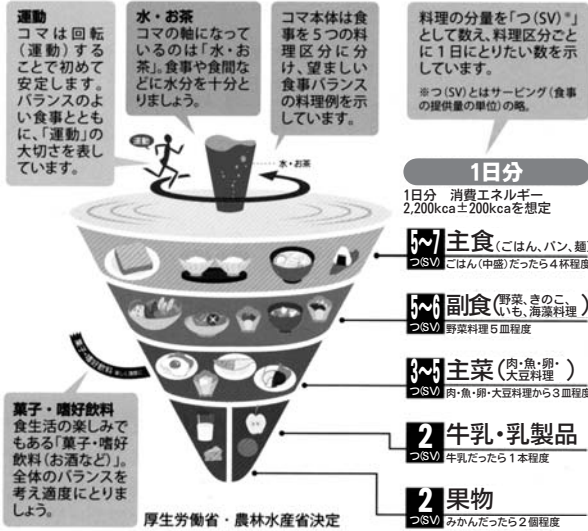 運動
コマは回転
(運動)する
ことで初めて
安定します。
バランスのよ
い食事ととも
に、「運動」の
大切さを表し
ています。
水・お茶
コマの軸になって
いるのは「水・お
茶」。食事や食間な
どに水分を十分と
りましょう。
コマ本体は食
事を5つの料
理区分に分
け、望ましい
食事バランス
の料理例を示
しています。
料理の分量を「つ(SV)※」
として数え、料理区分ごと
に1日にとりたい数を示
しています。
※つ(SV)とはサービング(食事
の提供量の単位)の略。
運動
水・お茶
1日分
1日分 消費エネルギー
2,200kca±200kcaを想定
5~7 つ(SV)
主食(ごはん、パン、麺)
ごはん(中盛)だったら4杯程度
5~6 つ(SV)
副食(野菜、きのこ、いも、海藻料理)
野菜料理5皿程度
3~5 つ(SV)
主菜(肉・魚・卵・大豆料理)
肉・魚・卵・大豆料理から3皿程度
2 つ(SV)
牛乳・乳製品
牛乳だったら1本程度
2 つ(SV)
果物
みかんだったら2個程度
菓子・嗜好飲料
菓子・嗜好飲料
食生活の楽しみで
もある「菓子・嗜好
飲料(お酒など)」。
全体のバランスを
考え適度にとりま
しょう。
厚生労働省・農林水産省決定